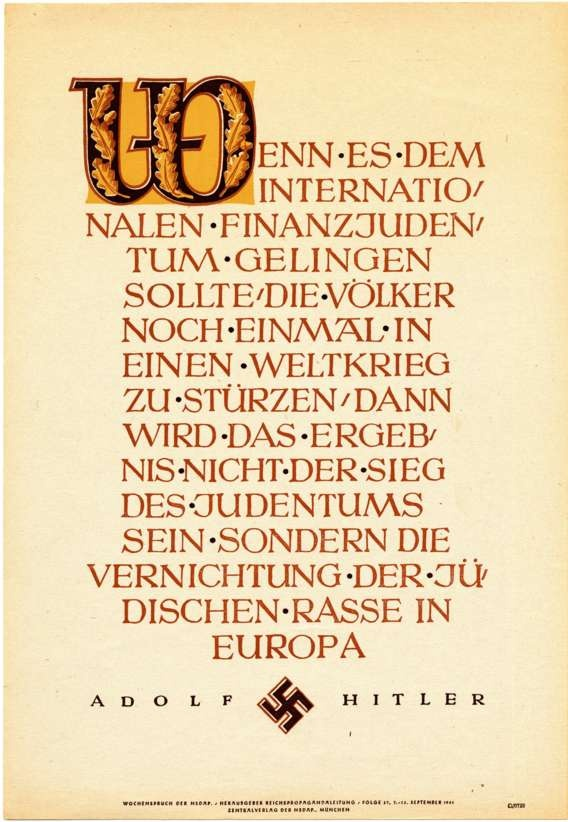 WENN·ES·DEM
INTERNATIO/
NALEN·FINANZJUDEN/
TUM·GELINGEN
SOLLTE/DIE·VÖLKER
NOCH·EINMAL·IN
EINEN·WELTKRIEG
ZU·STÜRZEN/DANN
WIRD·DAS·ERGEB/
NIS·NICHT·DER·SIEG
DES·JUDENTUMS
SEIN·SONDERN DIE
VERNICHTUNG·DER·JÜ/
DISCHEN·RASSE IN
EUROPA
ADOLF HITLER
WOCHENSPRUCH DER NSDAP. / HERAUSGEBER REICHSPROPAGANDALEITUNG / FOLGE 37, 7.-13. SEPTEMBER 1941
ZENTRALVERLAG DER NSDAP., MÜNCHEN